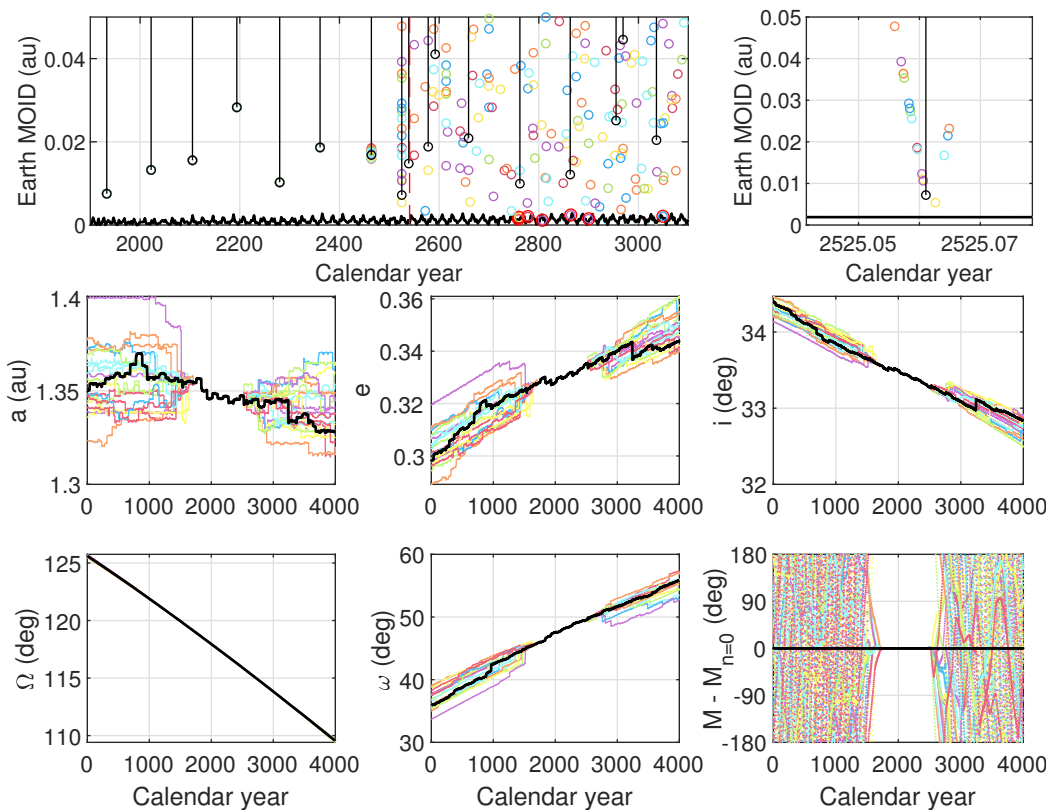 Earth MOID (au)
0.04
0.02
0
2000 2200 2400 2600 2800 3000
Calendar year
Earth MOID (au)
0.05
0.04
0.03
0.02
0.01
0
2525.05 2525.07
Calendar year
a (au)
1.4
1.35
1.3
0 1000 2000 3000 4000
e
0.36
0.34
0.32
0.3
0 1000 2000 3000 4000
i (deg)
34
33
32
0 1000 2000 3000 4000
Ω (deg)
125
120
115
110
0 1000 2000 3000 4000
Calendar year
ω (deg)
60
50
40
30
0 1000 2000 3000 4000
Calendar year
M - Mn=0 (deg)
180
90
0
-90
-180
0 1000 2000 3000 4000
Calendar year